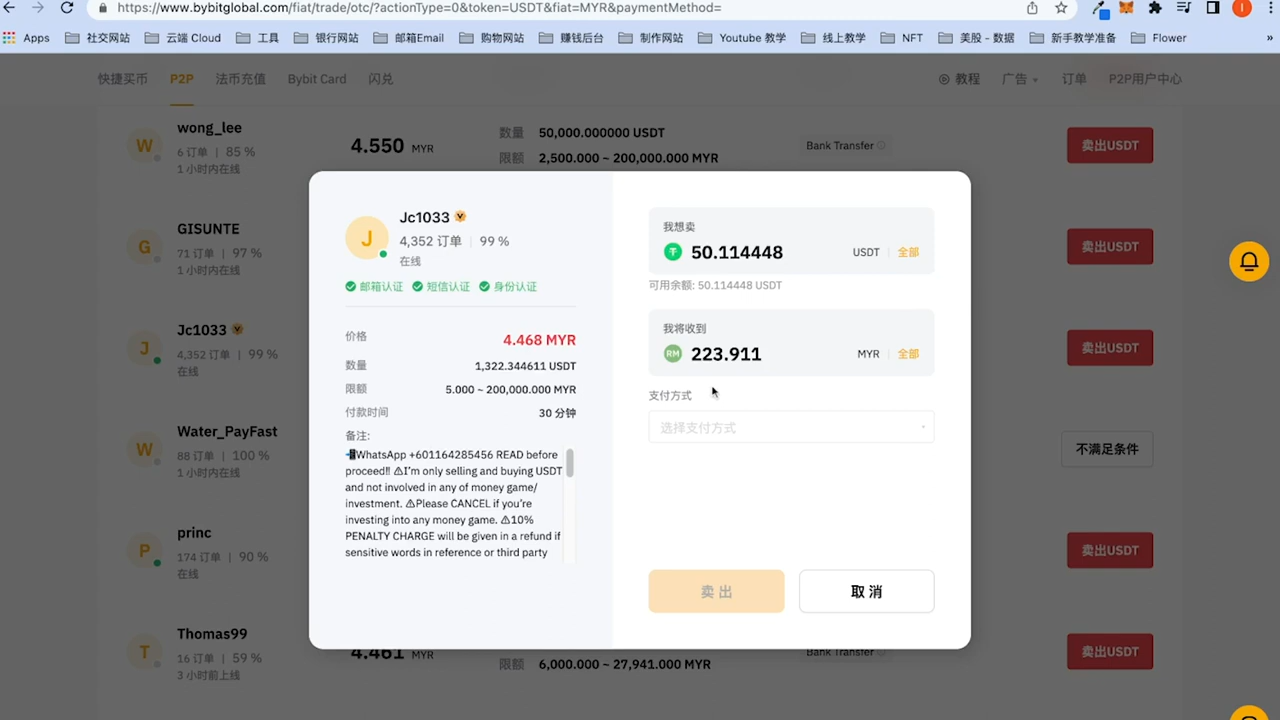 https://www.bybitglobal.com/fiat/trade/otc/?actionType=0&token=USDT&fiat=MYR&paymentMethod=
I
Apps 社交网站 云端 Cloud 工具 银行网站 邮箱Email 购物网站 赚钱后台 制作网站 Youtube 教学 线上教学 NFT 美股 - 数据 新手教学准备 Flower »
快捷买币 P2P 法币充值 Bybit Card 闪兑 教程 广告 订单 P2P用户中心
W
wong_lee
6 订单 | 85 %
1 小时内在线
4.550 MYR
数量 50,000.000000 USDT
限额 2,500.000 ~ 200,000.000 MYR
Bank Transfer
卖出USDT
G
GISUNTE
71 订单 | 97 %
1 小时内在线
卖出USDT
J
Jc1033
4,352 订单 | 99 %
在线
卖出USDT
W
Water_PayFast
88 订单 | 100 %
1 小时内在线
不满足条件
P
princ
174 订单 | 90 %
在线
卖出USDT
T
Thomas99
16 订单 | 59 %
3 小时前上线
4.461 MYR
限额 6,000.000 ~ 27,941.000 MYR
Bank Transfer
卖出USDT
J
Jc1033
4,352 订单 | 99 %
在线
邮箱认证 短信认证 身份认证
价格 4.468 MYR
数量 1,322.344611 USDT
限额 5.000 ~ 200,000.000 MYR
付款时间 30 分钟
备注:
📲WhatsApp +601164285456 READ before
proceed‼ ⚠I'm only selling and buying USDT
and not involved in any of money game/
investment. ⚠Please CANCEL if you're
investing into any money game. ⚠10%
PENALTY CHARGE will be given in a refund if
sensitive words in reference or third party
我想卖
50.114448 USDT | 全部
可用余额: 50.114448 USDT
我将收到
RM 223.911 MYR | 全部
支付方式
选择支付方式
卖 出 取 消